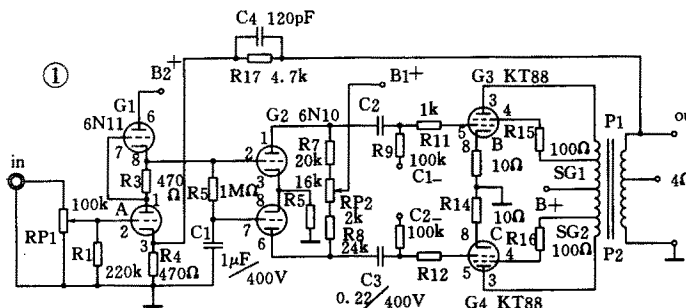 C4 120pF
①
B2+
R17 4.7k
G3 KT88
G1
6
B1+
3
P1
ou
6N11
G2 6N10
C2
1k
4
7
8
1
R7
5
R11
B
R15
in
R3
470Ω
2
20k
R9
100k
8
100Ω
R5
1MΩ
3
16k
C1-
10Ω
SG1
4Ω
100k
A
1
8
R5
RP2
C2-
R14
10Ω
B+
RP1
2
C1
7
2k
100k
8
C
R16
SG2
R1
3
R4
6
R8
24k
5
4
100Ω
220k
470Ω
1μF/400V
C3
R12
3
P2
0.22/400V
G4 KT88